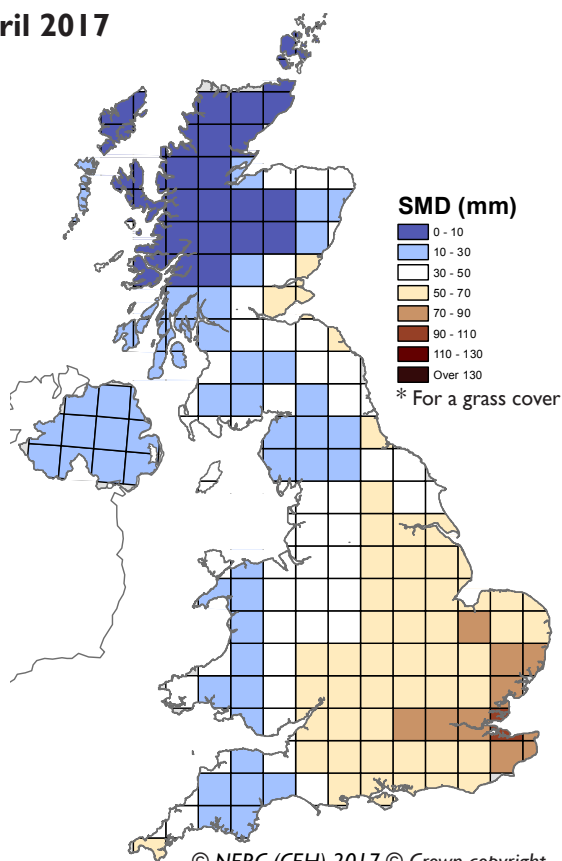 ril 2017
SMD (mm)
0 - 10
10 - 30
30 - 50
50 - 70
70 - 90
90 - 110
110 - 130
Over 130
* For a grass cover
© NERC (CEH) 2017 © Crown copyright